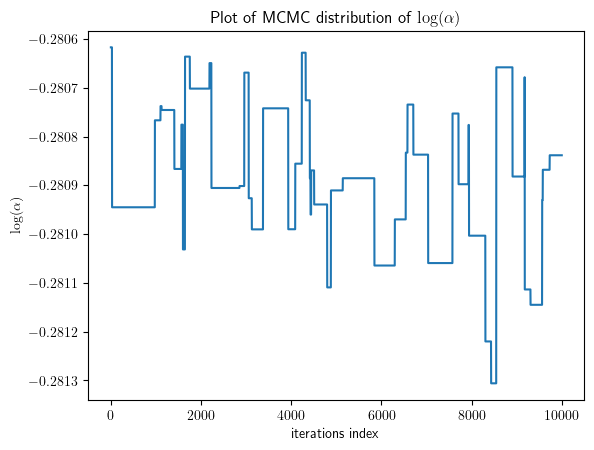 Plot of MCMC distribution of log(α)
−0.2806
−0.2807
−0.2808
−0.2809
−0.2810
−0.2811
−0.2812
−0.2813
log(α)
0 2000 4000 6000 8000 10000
iterations index